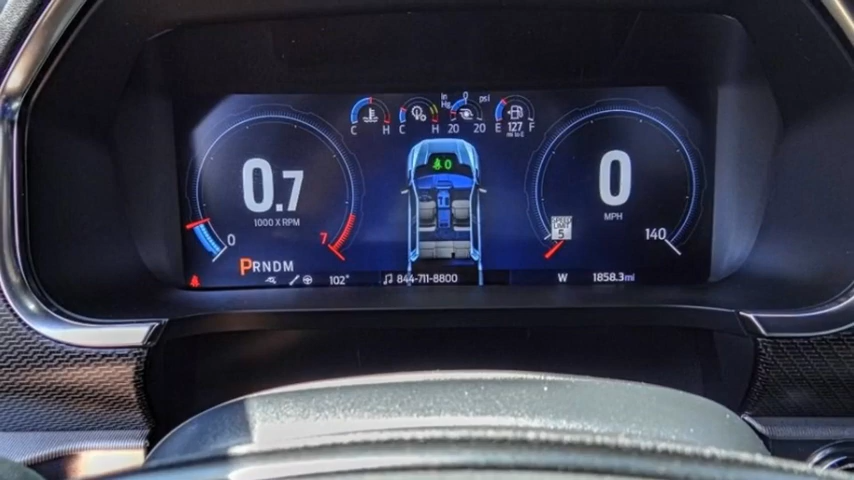 In
Hg
0
psi
C
H
C
H
20
20
E
F
127
mi to E
0.7
1000 X RPM
0
7
0
0
MPH
SPEED
LIMIT
5
140
PRNDM
102°
844-711-8800
W
1858.3mi